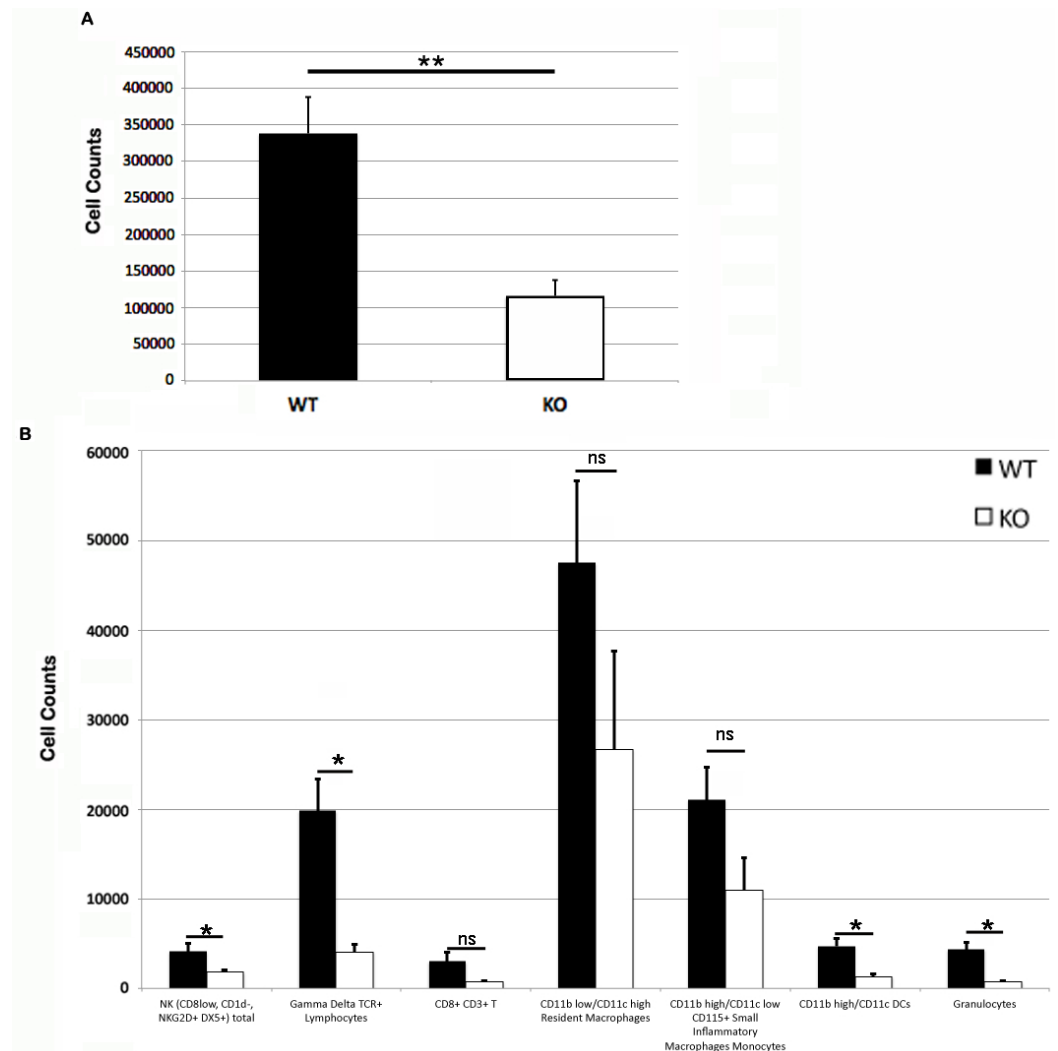 A
450000
400000
350000
300000
250000
200000
150000
100000
50000
0
Cell Counts
**
WT
KO
B
60000
50000
40000
30000
20000
10000
0
Cell Counts
WT
KO
*
*
ns
ns
ns
*
*
NK (CD8low, CD1d-,
NKG2D+ DX5+) total
Gamma Delta TCR+
Lymphocytes
CD8+ CD3+ T
CD11b low/CD11c high
Resident Macrophages
CD11b high/CD11c low
CD115+ Small
Inflammatory
Macrophages Monocytes
CD11b high/CD11c DCs
Granulocytes